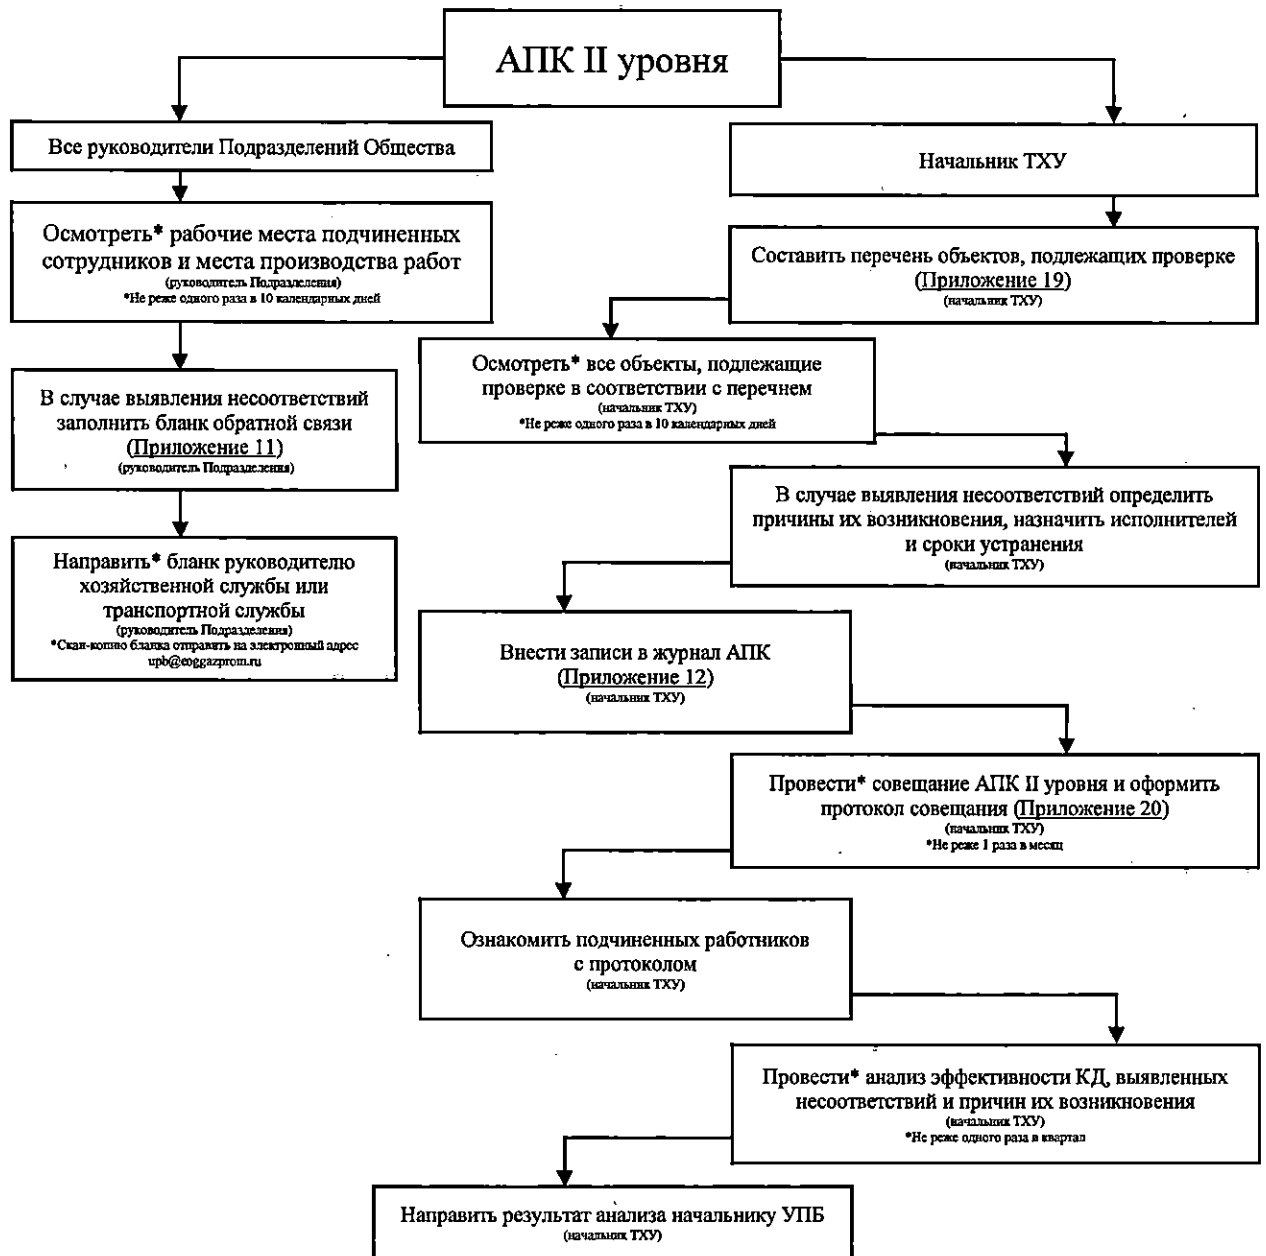 АПК II уровня
Все руководители Подразделений Общества
Осмотреть* рабочие места подчиненных
сотрудников и места производства работ
(руководитель Подразделения)
*Не реже одного раза в 10 календарных дней
В случае выявления несоответствий
заполнить бланк обратной связи
(Приложение 11)
(руководитель Подразделения)
Направить* бланк руководителю
хозяйственной службы или
транспортной службы
(руководитель Подразделения)
*Скан-копию бланка отправить на электронный адрес
upb@eoggazprom.ru
Начальник ТХУ
Составить перечень объектов, подлежащих проверке
(Приложение 19)
(начальник ТХУ)
Осмотреть* все объекты, подлежащие
проверке в соответствии с перечнем
(начальник ТХУ)
*Не реже одного раза в 10 календарных дней
В случае выявления несоответствий определить
причины их возникновения, назначить исполнителей
и сроки устранения
(начальник ТХУ)
Внести записи в журнал АПК
(Приложение 12)
(начальник ТХУ)
Провести* совещание АПК II уровня и оформить
протокол совещания (Приложение 20)
(начальник ТХУ)
*Не реже 1 раза в месяц
Ознакомить подчиненных работников
с протоколом
(начальник ТХУ)
Провести* анализ эффективности КД, выявленных
несоответствий и причин их возникновения
(начальник ТХУ)
*Не реже одного раза в квартал
Направить результат анализа начальнику УПБ
(начальник ТХУ)